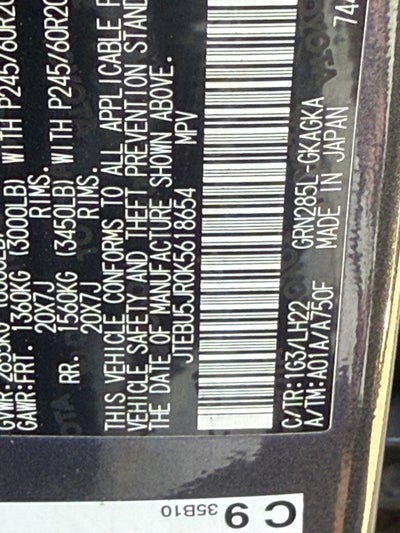 GAWR:FRT. 1360KG (3000LB) WITH P245/60R20
20X7J RIMS.
RR. 1560KG (3450LB) WITH P245/60R20
20X7J RIMS.
THIS VEHICLE CONFORMS TO ALL APPLICABLE F
VEHICLE SAFETY AND THEFT PREVENTION STAND
THE DATE OF MANUFACTURE SHOWN ABOVE.
JTEBU5JR0K5618654 MPV
C/TR:1G3/LH22 GRN285L-GKAGKA
A/TM:A01A/A750F MADE IN JAPAN
744
C9
35B10